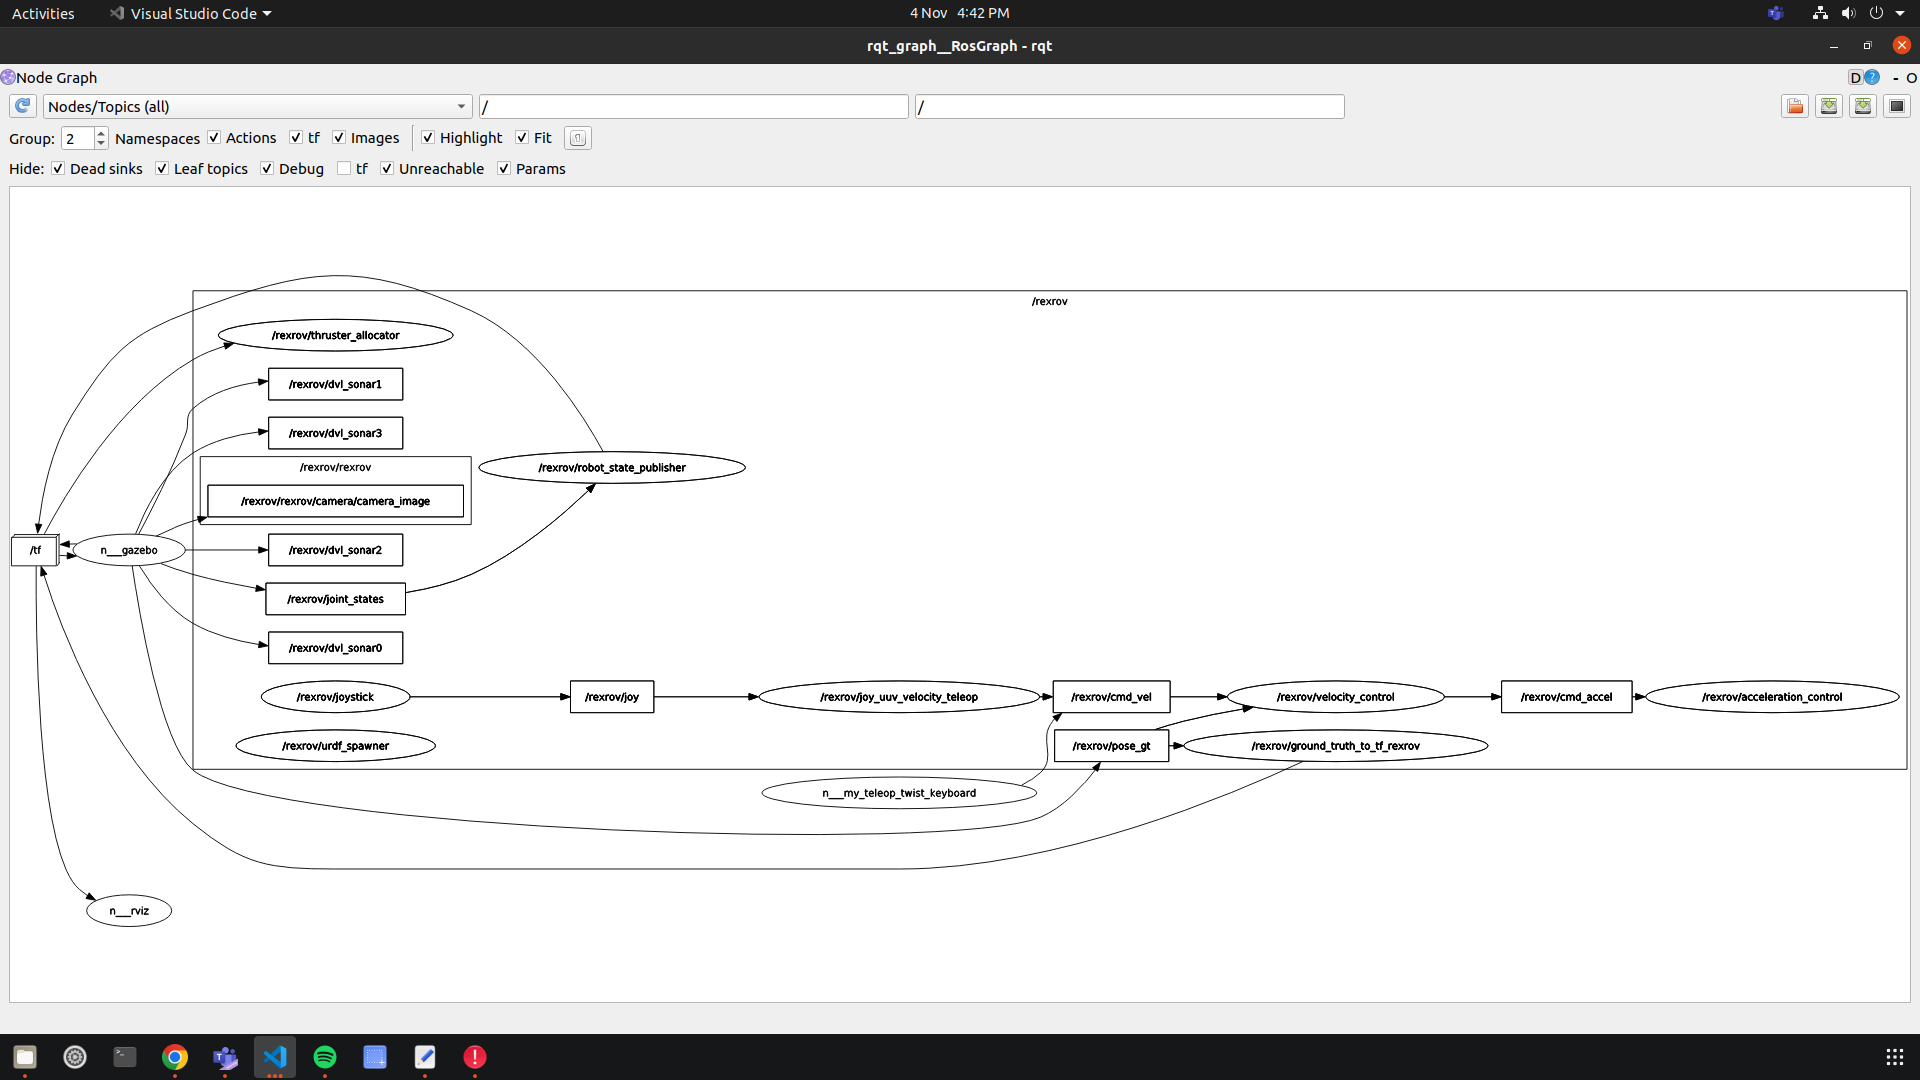 Activities
Visual Studio Code
4 Nov 4:42 PM
rqt_graph__RosGraph - rqt
Node Graph
D
?
- O
Nodes/Topics (all)
/
/
Group: 2 Namespaces Actions tf Images Highlight Fit
Hide: Dead sinks Leaf topics Debug tf Unreachable Params
/rexrov
/rexrov/thruster_allocator
/rexrov/dvl_sonar1
/rexrov/dvl_sonar3
/rexrov/rexrov
/rexrov/robot_state_publisher
/rexrov/rexrov/camera/camera_image
/tf
n___gazebo
/rexrov/dvl_sonar2
/rexrov/joint_states
/rexrov/dvl_sonar0
/rexrov/joystick
/rexrov/joy
/rexrov/joy_uuv_velocity_teleop
/rexrov/cmd_vel
/rexrov/velocity_control
/rexrov/cmd_accel
/rexrov/acceleration_control
/rexrov/urdf_spawner
/rexrov/pose_gt
/rexrov/ground_truth_to_tf_rexrov
n___my_teleop_twist_keyboard
n___rviz